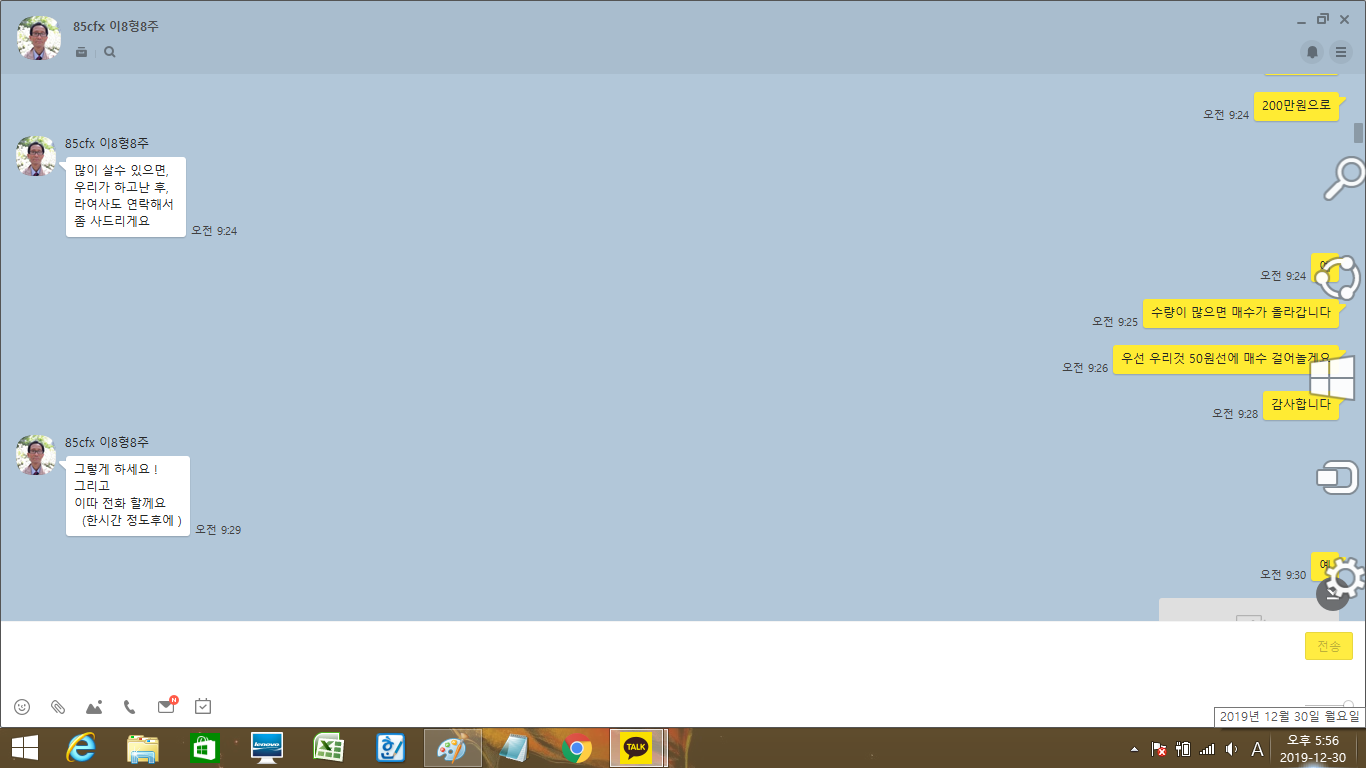 85cfx 이8형8주
200만원으로
오전 9:24
85cfx 이8형8주
많이 살수 있으면,
우리가 하고난 후,
라여사도 연락해서
좀 사드리게요
오전 9:24
오전 9:24
수량이 많으면 매수가 올라갑니다
오전 9:25
우선 우리것 50원선에 매수 걸어놀게요
오전 9:26
감사합니다
오전 9:28
85cfx 이8형8주
그렇게 하세요 !
그리고
이따 전화 할께요
(한시간 정도후에 )
오전 9:29
예
오전 9:30
전송
N
2019년 12월 30일 월요일
lenovo
TALK
A
오후 5:56
2019-12-30